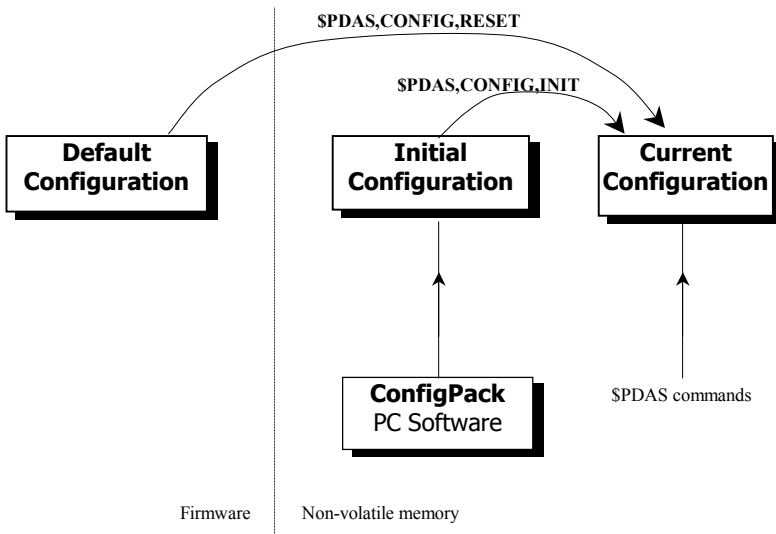 $PDAS,CONFIG,RESET
$PDAS,CONFIG,INIT
Default
Configuration
Initial
Configuration
Current
Configuration
ConfigPack
PC Software
$PDAS commands
Firmware
Non-volatile memory